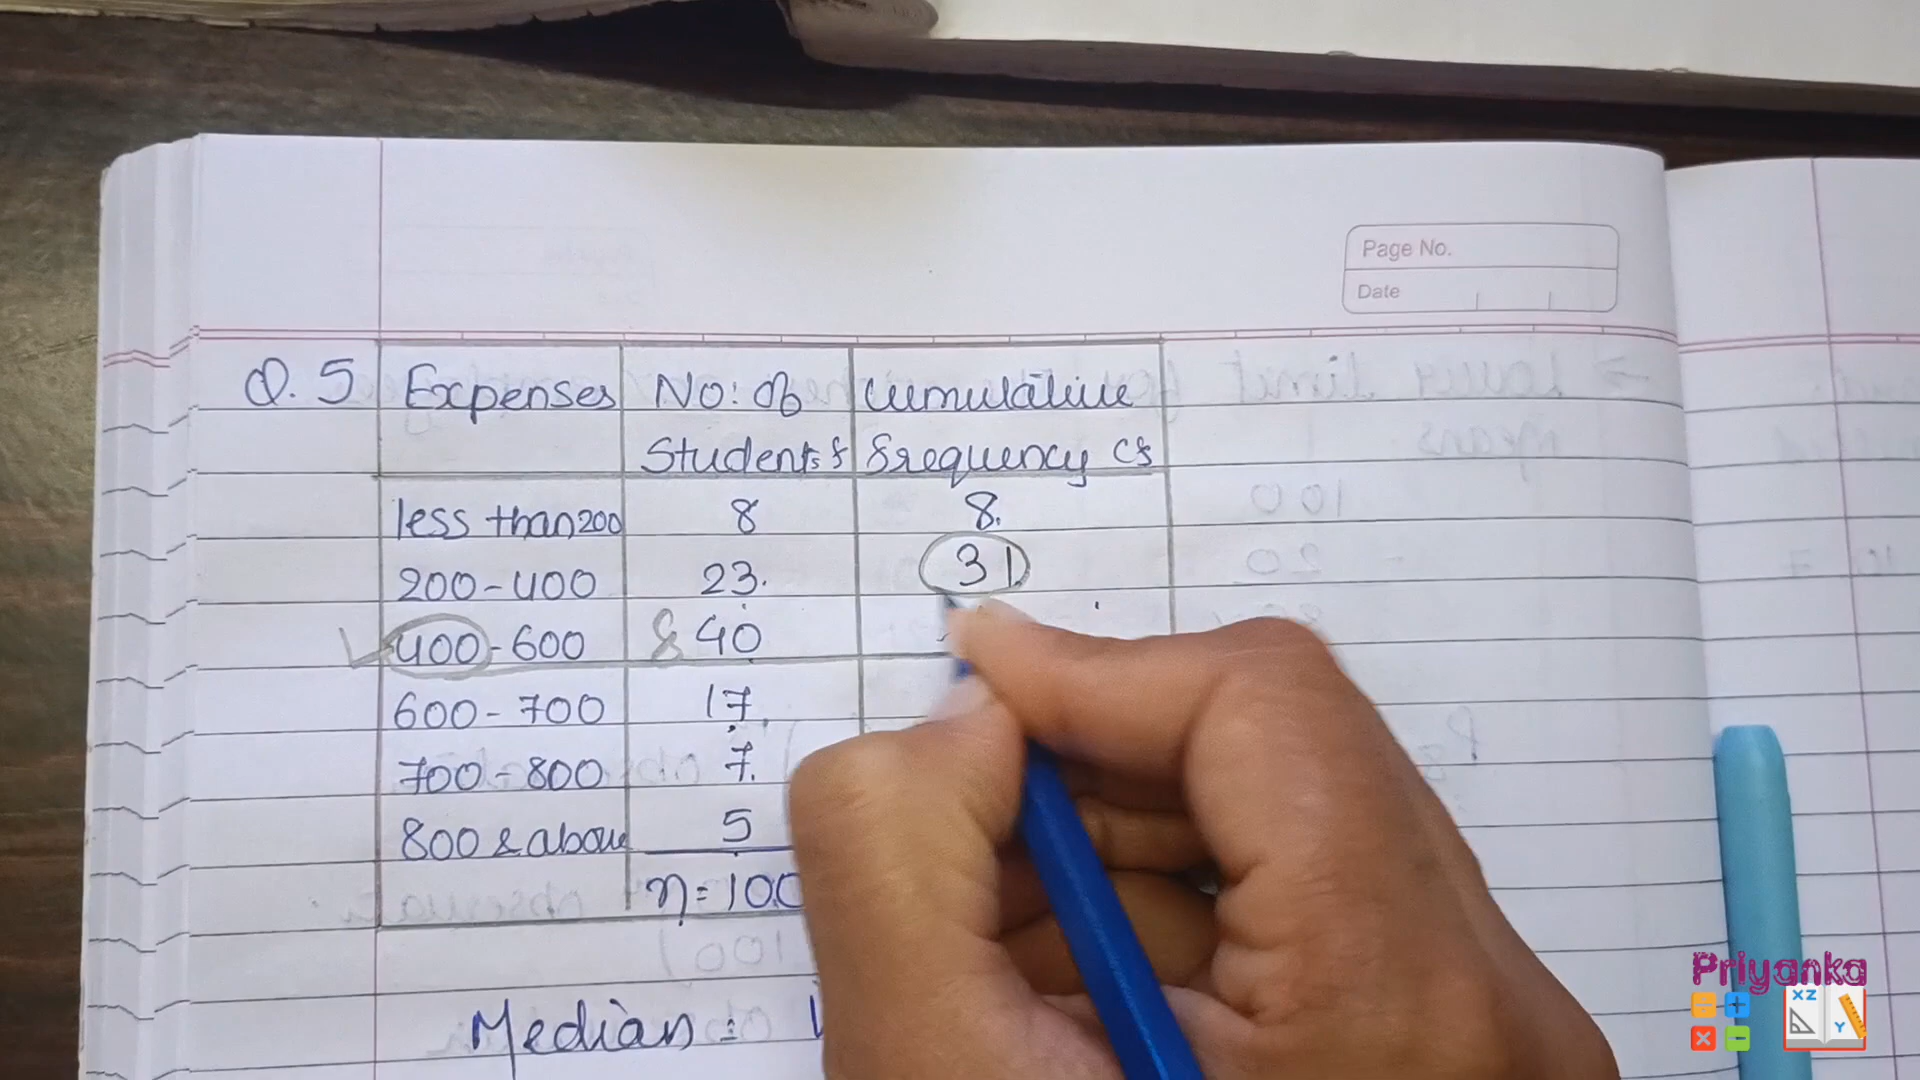 Page No.
Date
Q. 5 Expenses No: of Cumulative
Students f frequency cf
less than 200 8 8.
200-400 23. 31
400-600 f 40
600-700 17.
700-800 7.
800 & above 5
n = 100
Median =
Priyanka
XZ
Y